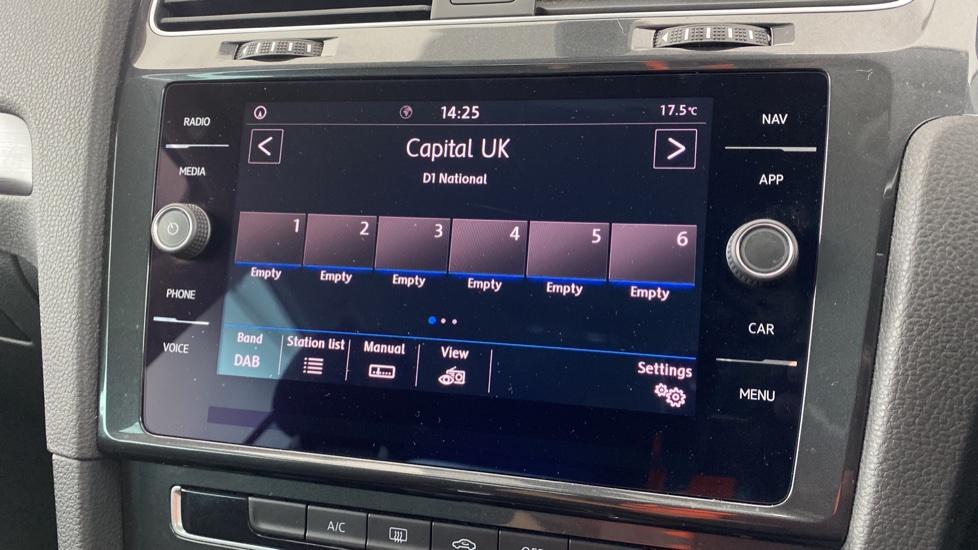 14:25
17.5°C
RADIO
MEDIA
PHONE
VOICE
< Capital UK >
D1 National
1 2 3 4 5 6
Empty Empty Empty Empty Empty Empty
Band Station list Manual View Settings
DAB
NAV
APP
CAR
MENU
A/C